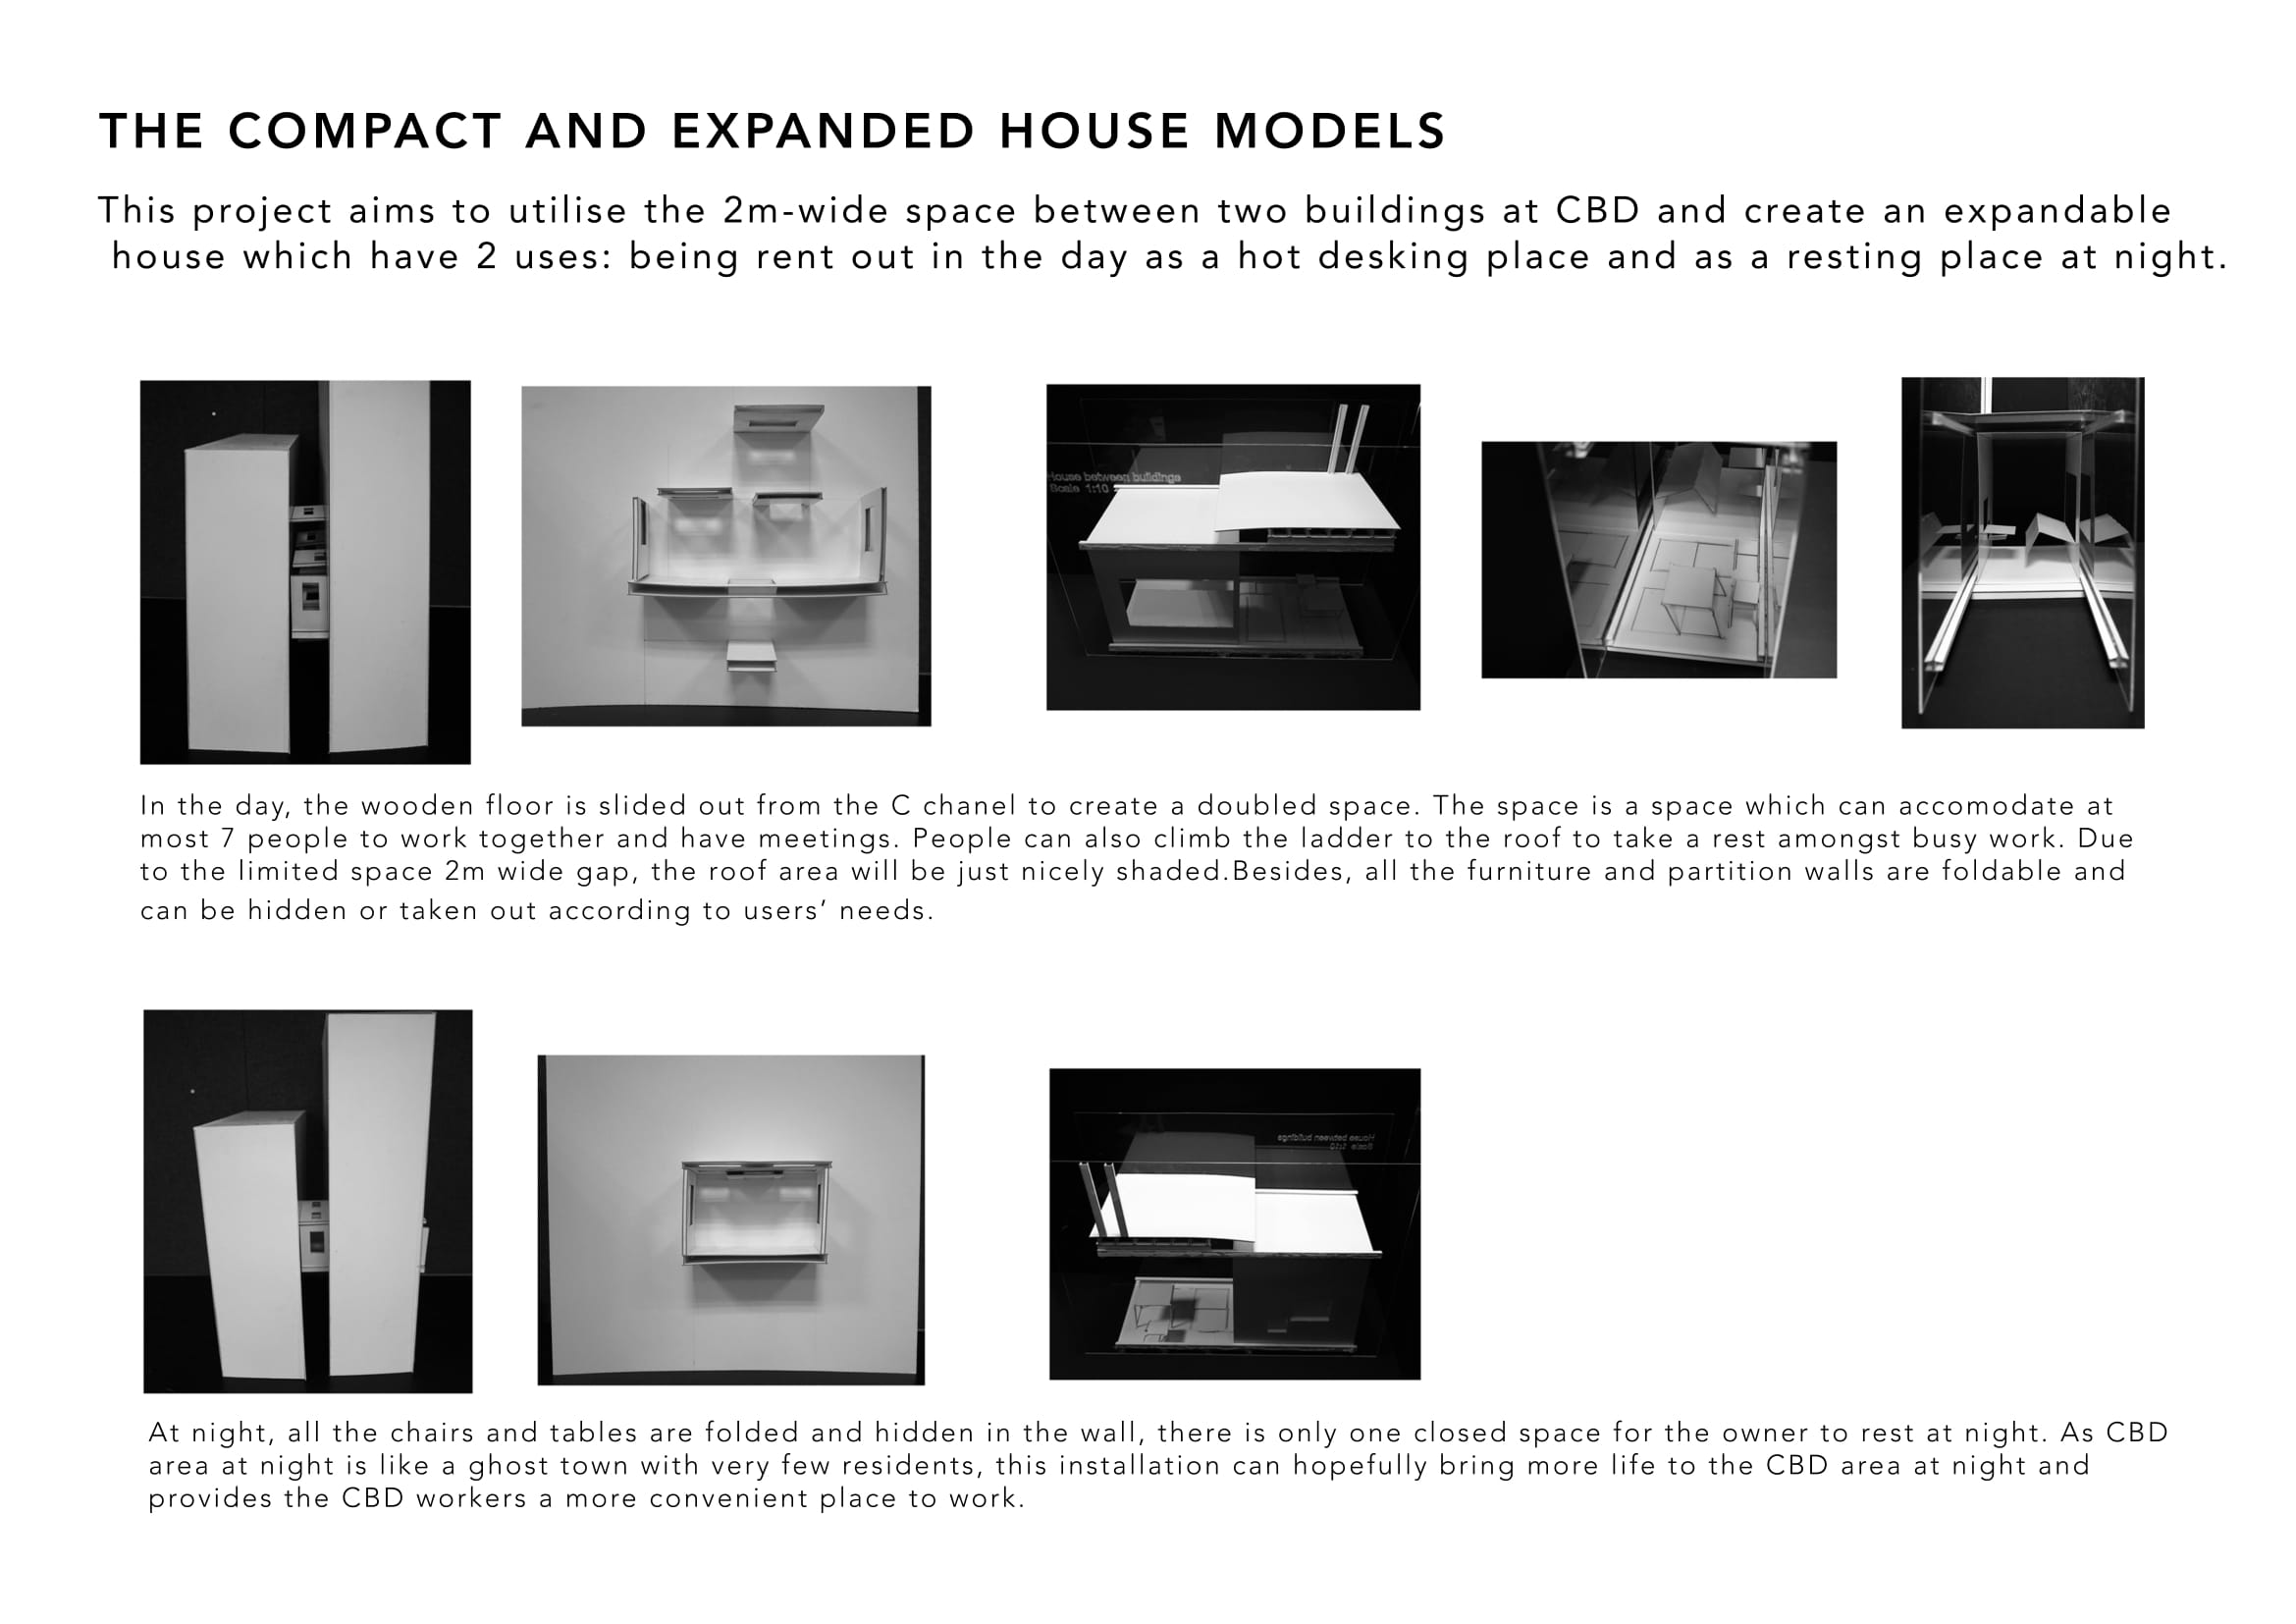 THE COMPACT AND EXPANDED HOUSE MODELS
This project aims to utilise the 2m-wide space between two buildings at CBD and create an expandable
house which have 2 uses: being rent out in the day as a hot desking place and as a resting place at night.
House between buildings
Scale 1:10
In the day, the wooden floor is slided out from the C chanel to create a doubled space. The space is a space which can accomodate at
most 7 people to work together and have meetings. People can also climb the ladder to the roof to take a rest amongst busy work. Due
to the limited space 2m wide gap, the roof area will be just nicely shaded.Besides, all the furniture and partition walls are foldable and
can be hidden or taken out according to users’ needs.
House between buildings
Scale 1:10
At night, all the chairs and tables are folded and hidden in the wall, there is only one closed space for the owner to rest at night. As CBD
area at night is like a ghost town with very few residents, this installation can hopefully bring more life to the CBD area at night and
provides the CBD workers a more convenient place to work.